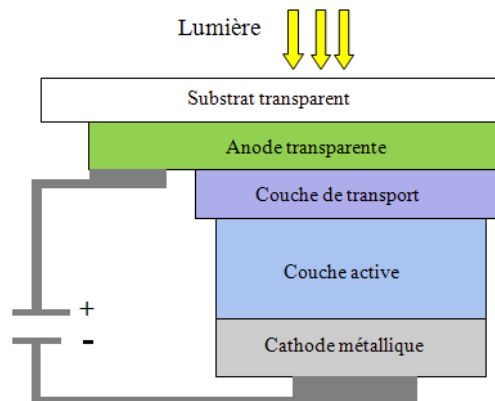 Lumière
Substrat transparent
Anode transparente
Couche de transport
Couche active
+
-
Cathode métallique